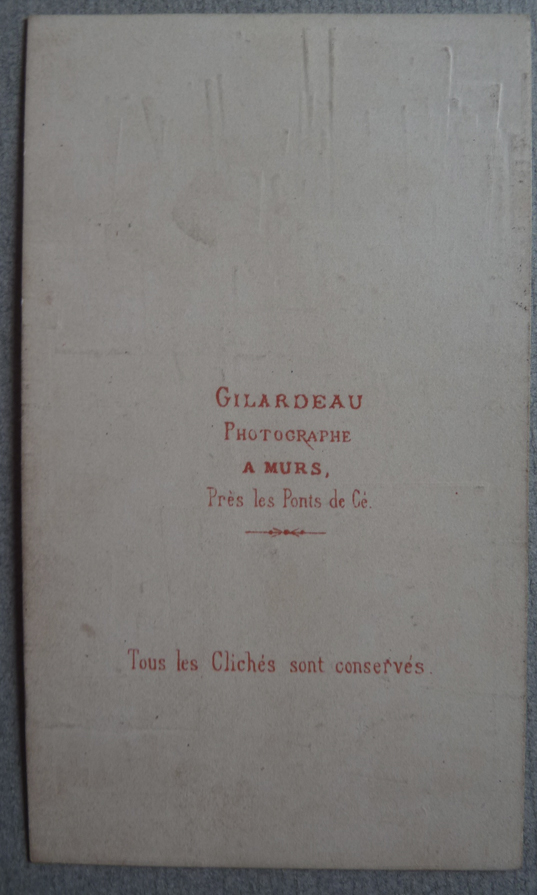 GILARDEAU
PHOTOGRAPHE
A MURS,
Près les Ponts de Cé.
Tous les Clichés sont conservés.